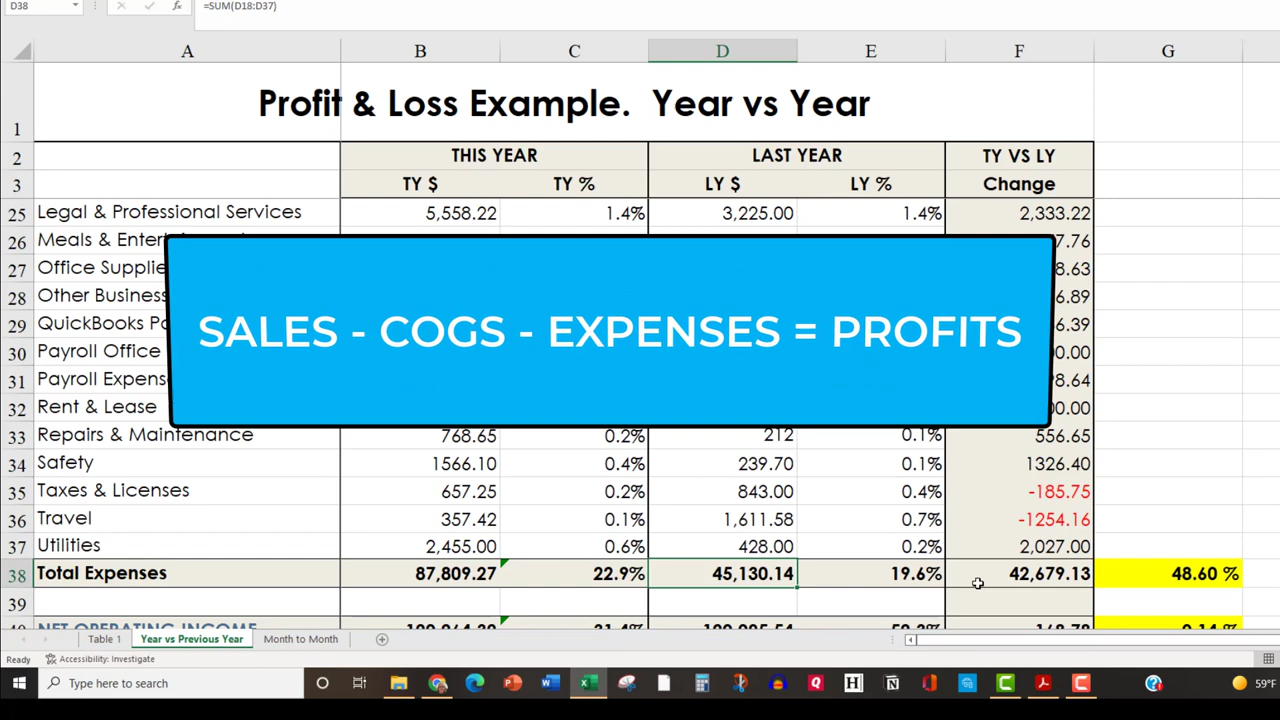 D38 fx =SUM(D18:D37)
A B C D E F G
1 Profit & Loss Example. Year vs Year
2 THIS YEAR LAST YEAR TY VS LY
3 TY $ TY % LY $ LY % Change
25 Legal & Professional Services 5,558.22 1.4% 3,225.00 1.4% 2,333.22
26 Meals &
27 Office
28 Other Business
29 QuickBooks
30 Payroll Office
31 Payroll
32 Rent & Lease
SALES - COGS - EXPENSES = PROFITS
33 Repairs & Maintenance 768.65 0.2% 212 0.1% 556.65
34 Safety 1566.10 0.4% 239.70 0.1% 1326.40
35 Taxes & Licenses 657.25 0.2% 843.00 0.4% -185.75
36 Travel 357.42 0.1% 1,611.58 0.7% -1254.16
37 Utilities 2,455.00 0.6% 428.00 0.2% 2,027.00
38 Total Expenses 87,809.27 22.9% 45,130.14 19.6% 42,679.13 48.60 %
39
NET OPERATING INCOME
Table 1 Year vs Previous Year Month to Month
Ready Accessibility: Investigate
Type here to search 59°F